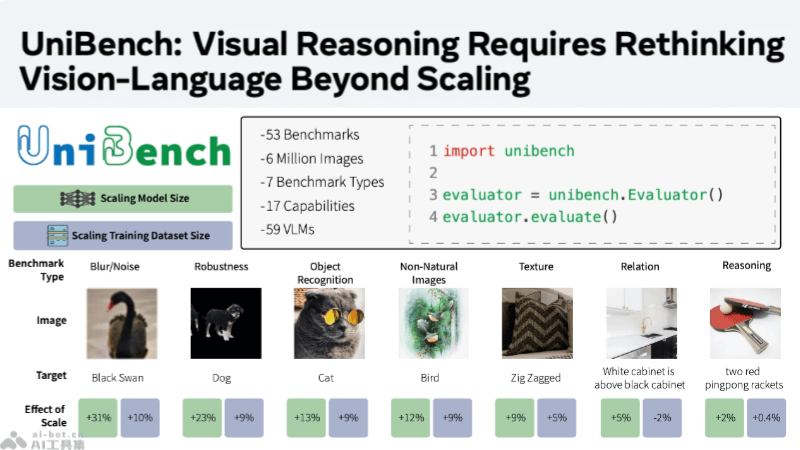 UniBench: Visual Reasoning Requires Rethinking
Vision-Language Beyond Scaling
UniBench
Scaling Model Size
Scaling Training Dataset Size
-53 Benchmarks
-6 Million Images
-7 Benchmark Types
-17 Capabilities
-59 VLMs
1 import unibench
2
3 evaluator = unibench.Evaluator()
4 evaluator.evaluate()
Benchmark
Type
Blur/Noise
Robustness
Object
Recognition
Non-Natural
Images
Texture
Relation
Reasoning
Image
Target
Black Swan
Dog
Cat
Bird
Zig Zagged
White cabinet is
above black cabinet
two red
pingpong rackets
Effect of
Scale
+31% +10% +23% +9% +13% +9% +12% +9% +9% +5% +5% -2% +2% +0.4%
ai-bot.cn
AI工具集